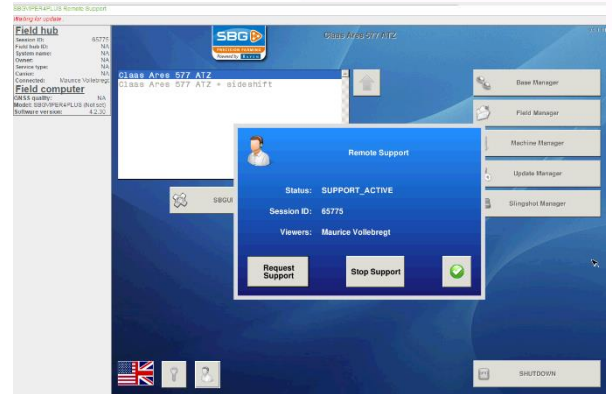 SBGVIPER4PLUS Remote Support
Waiting for update.
Field hub
Session ID: 65775
Field hub ID: NA
System name: NA
Owner: NA
Service type: NA
Carrier: NA
Connected: Maurice Vollebregt
Field computer
GNSS quality: NA
Model: SBGVIPER4PLUS (Not set)
Software version: 4.2.30
SBG
PRECISION FARMING
Powered by RAVEN
Claas Ares 577 ATZ
Claas Ares 577 ATZ
Claas Ares 577 ATZ + sideshift
SBGUI
Base Manager
Field Manager
Machine Manager
Update Manager
Slingshot Manager
Remote Support
Status: SUPPORT_ACTIVE
Session ID: 65775
Viewers: Maurice Vollebregt
Request
Support
Stop Support
SHUTDOWN